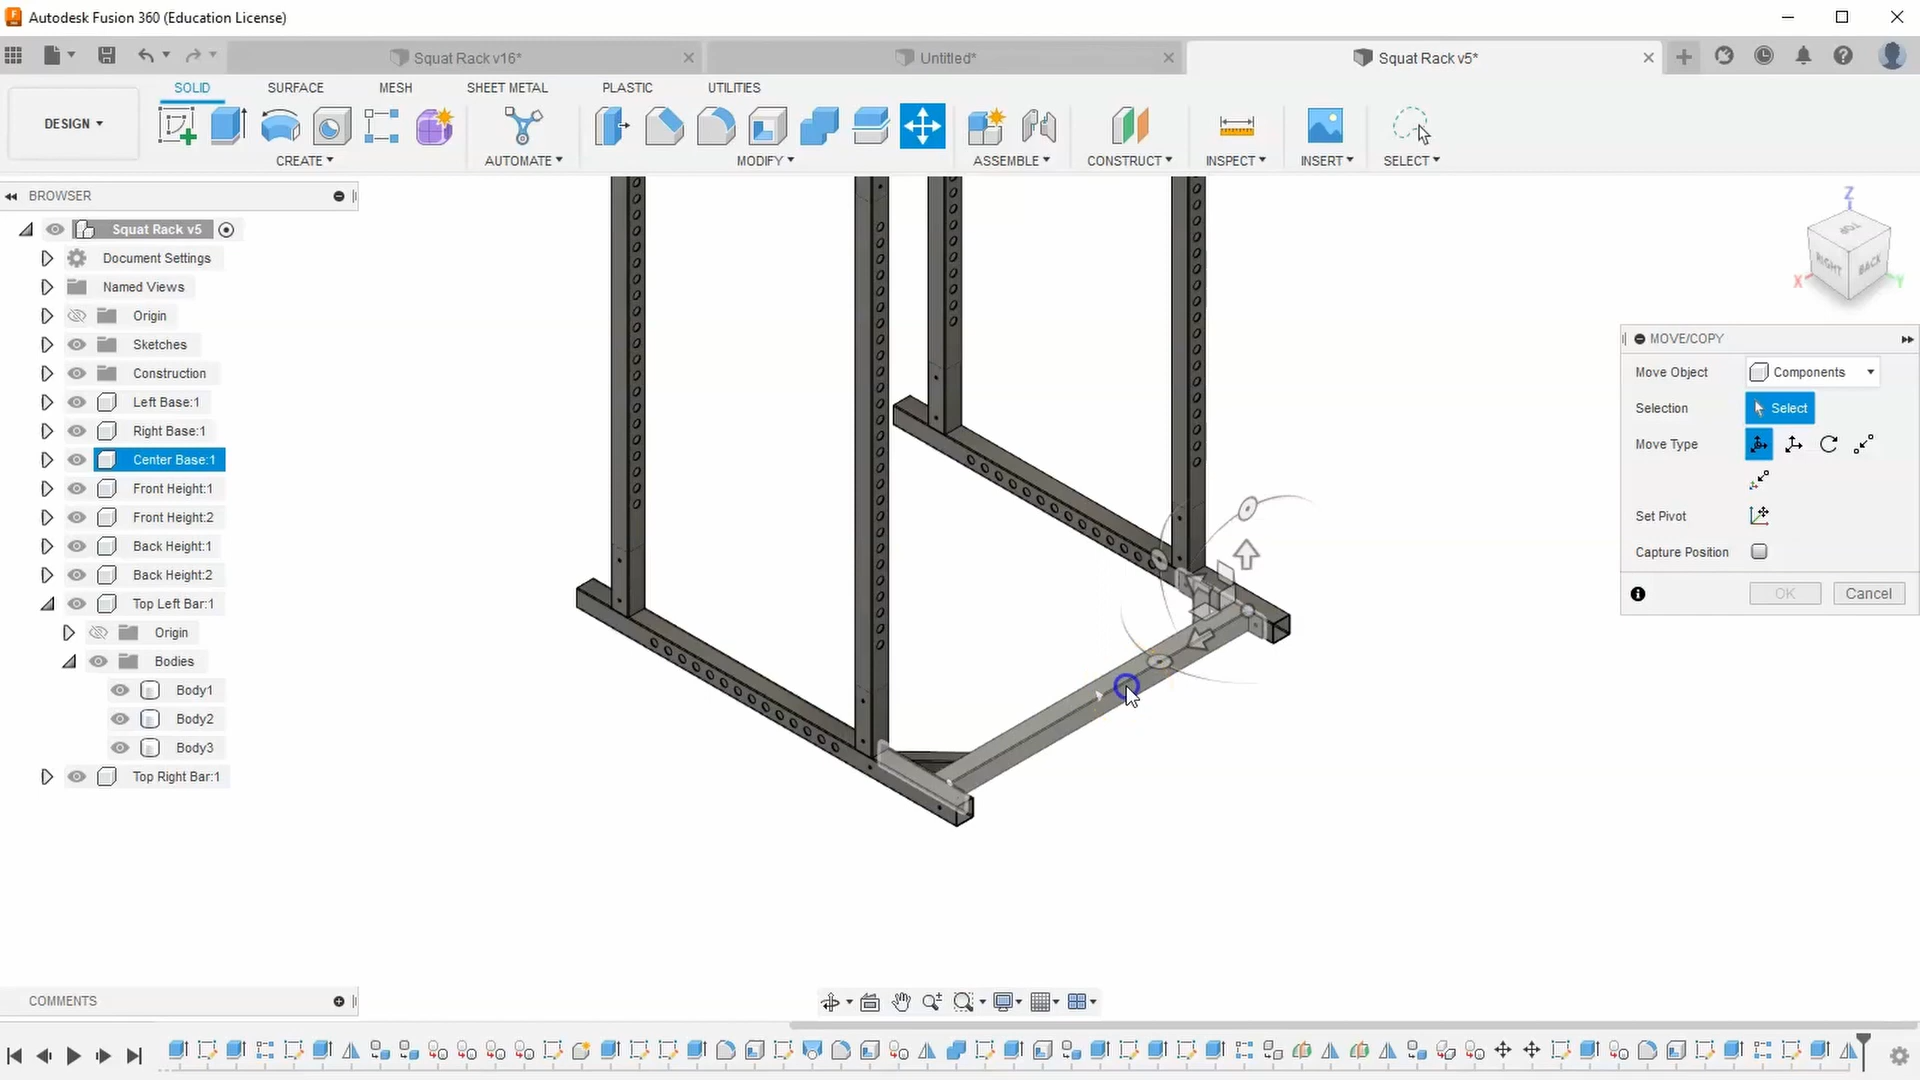 Autodesk Fusion 360 (Education License)
Squat Rack v16*
Untitled*
Squat Rack v5*
SOLID
SURFACE
MESH
SHEET METAL
PLASTIC
UTILITIES
DESIGN
CREATE
AUTOMATE
MODIFY
ASSEMBLE
CONSTRUCT
INSPECT
INSERT
SELECT
BROWSER
Squat Rack v5
Document Settings
Named Views
Origin
Sketches
Construction
Left Base:1
Right Base:1
Center Base:1
Front Height:1
Front Height:2
Back Height:1
Back Height:2
Top Left Bar:1
Origin
Bodies
Body1
Body2
Body3
Top Right Bar:1
Z
TOP
RIGHT
BACK
X
Y
MOVE/COPY
Move Object
Components
Selection
Select
Move Type
Set Pivot
Capture Position
OK
Cancel
COMMENTS